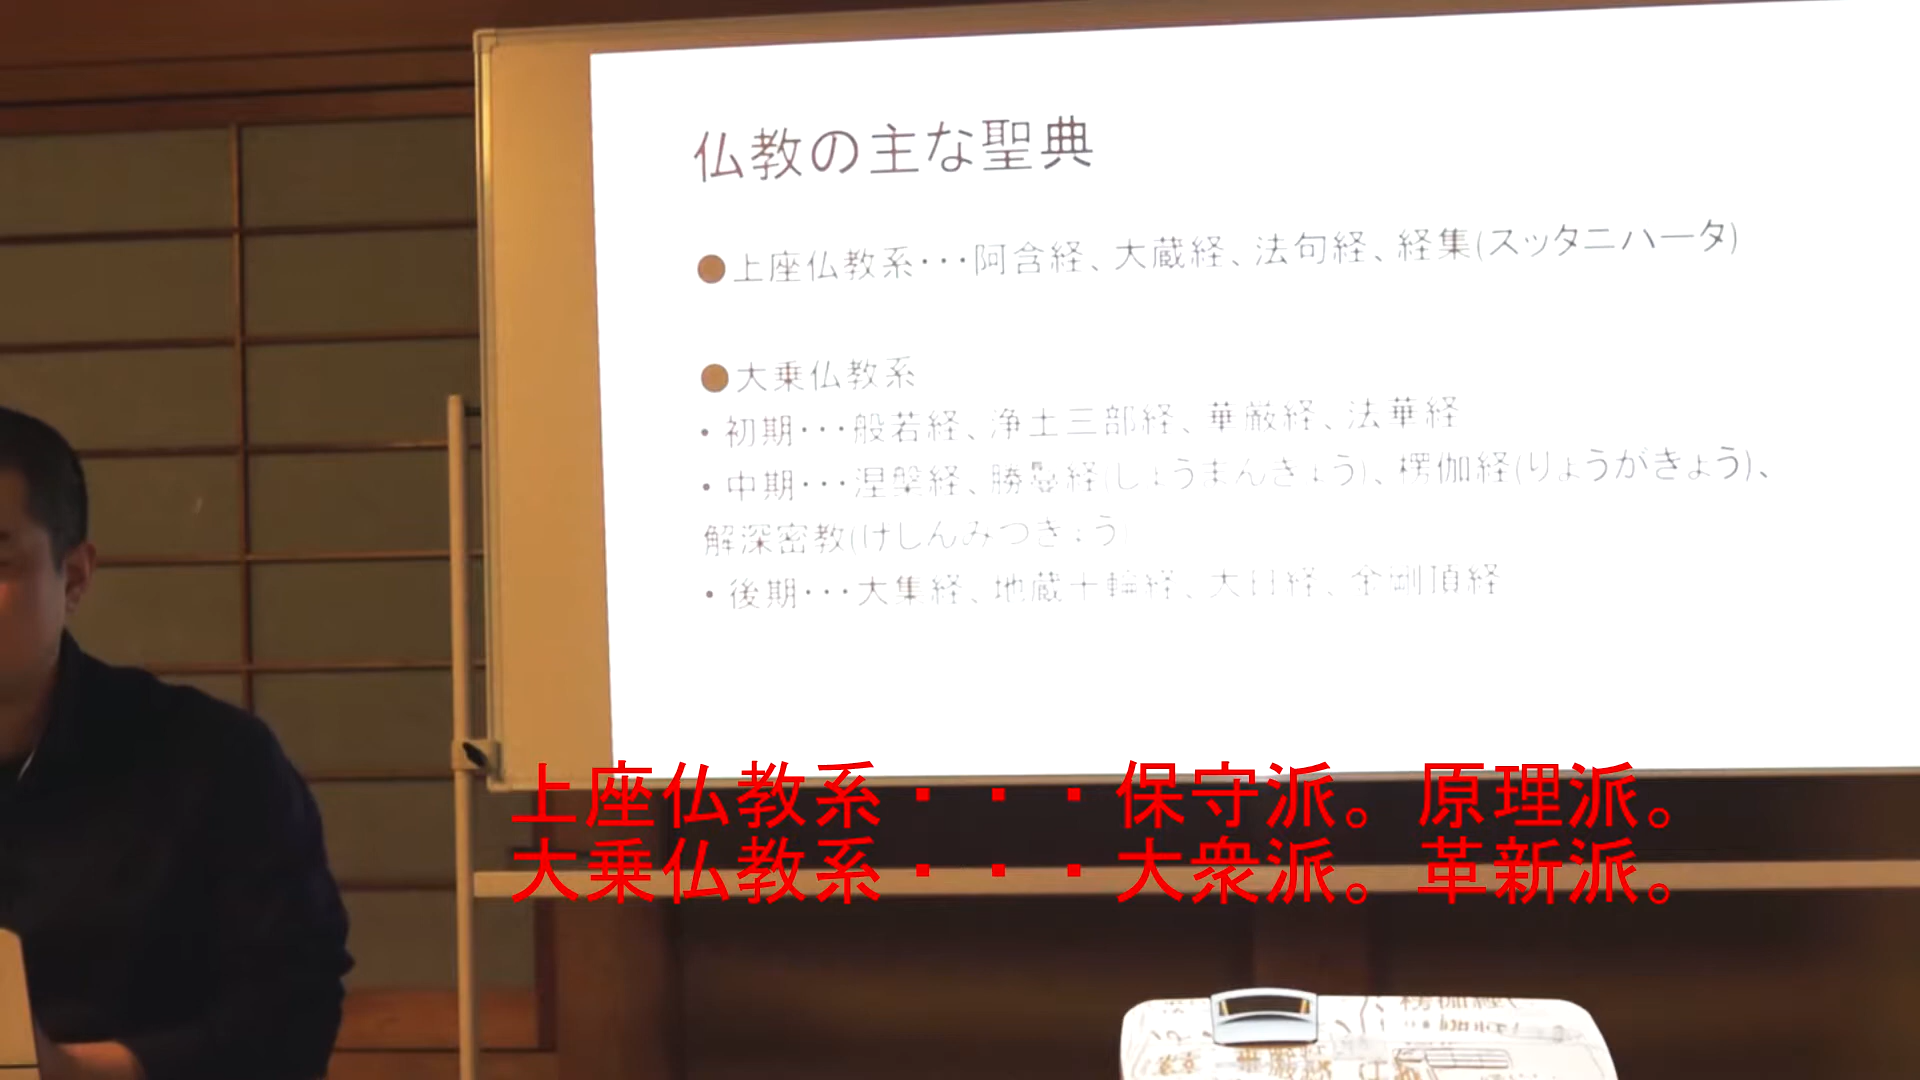 仏教の主な聖典
●上座仏教系･･･阿含経、大蔵経、法句経、経集(スッタニハータ)
●大乗仏教系
・初期･･･般若経、浄土三部経、華厳経、法華経
・中期･･･涅槃経、勝鬘経(しょうまんきょう)、楞伽経(りょうがきょう)、
解深密教(けしんみつきょう)
・後期･･･大集経、地蔵十輪経、大日経、金剛頂経
上座仏教系・・・保守派。原理派。
大乗仏教系・・・大衆派。革新派。